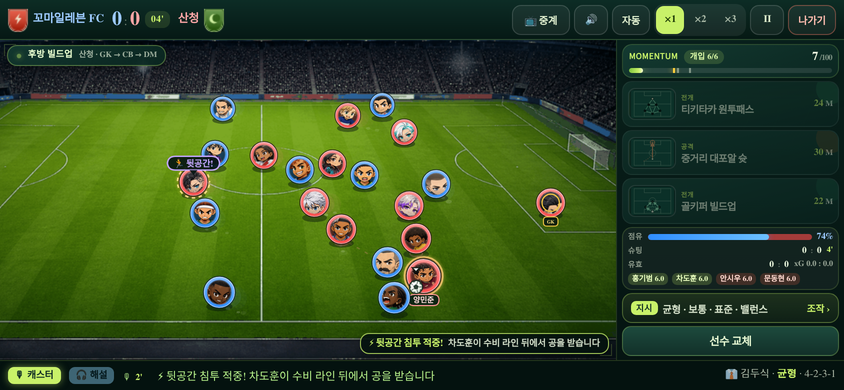 꼬마일레븐 FC 0 : 0 04' 산청
📺 중계 🔊 자동 ×1 ×2 ×3 II 나가기
후방 빌드업 산청 · GK → CB → DM
🏃 뒷공간!
GK
양민준
⚡ 뒷공간 침투 적중! 차도훈이 수비 라인 뒤에서 공을 받습니다
MOMENTUM 개입 6/6 7 /100
전개
티키타카 원투패스 24 M
공격
중거리 대포알 슛 30 M
전개
골키퍼 빌드업 22 M
점유 74%
슈팅 0 : 0 4'
유효 0 : 0 xG 0.0 : 0.0
홍기범 6.0 차도훈 6.0 안시우 6.0 문동현 6.0
지시 균형 · 보통 · 표준 · 밸런스 조작 ›
선수 교체
🎙 캐스터 🎧 해설 🎙 2' ⚡ 뒷공간 침투 적중! 차도훈이 수비 라인 뒤에서 공을 받습니다
👔 김두식 · 균형 · 4-2-3-1